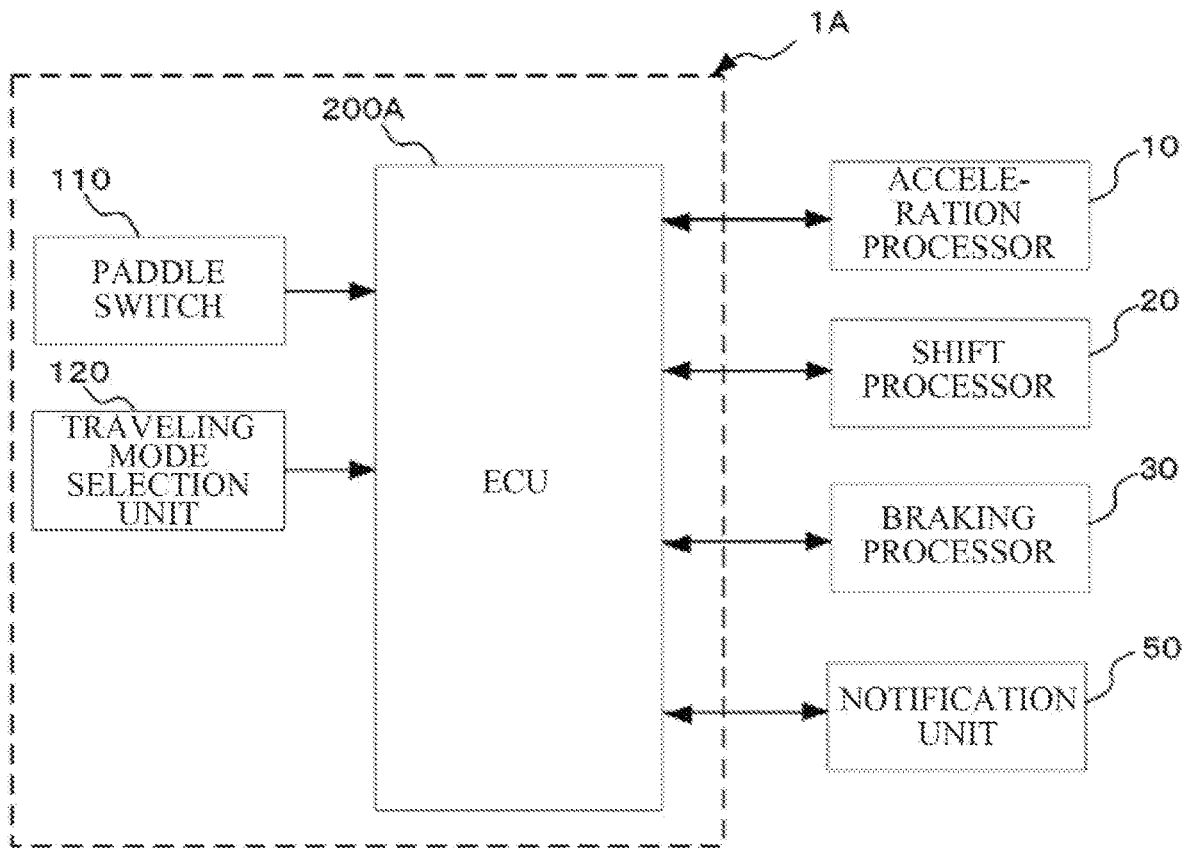 1A
200A
110
PADDLE
SWITCH
120
TRAVELING
MODE
SELECTION
UNIT
ECU
10
ACCELE-
RATION
PROCESSOR
20
SHIFT
PROCESSOR
30
BRAKING
PROCESSOR
50
NOTIFICATION
UNIT